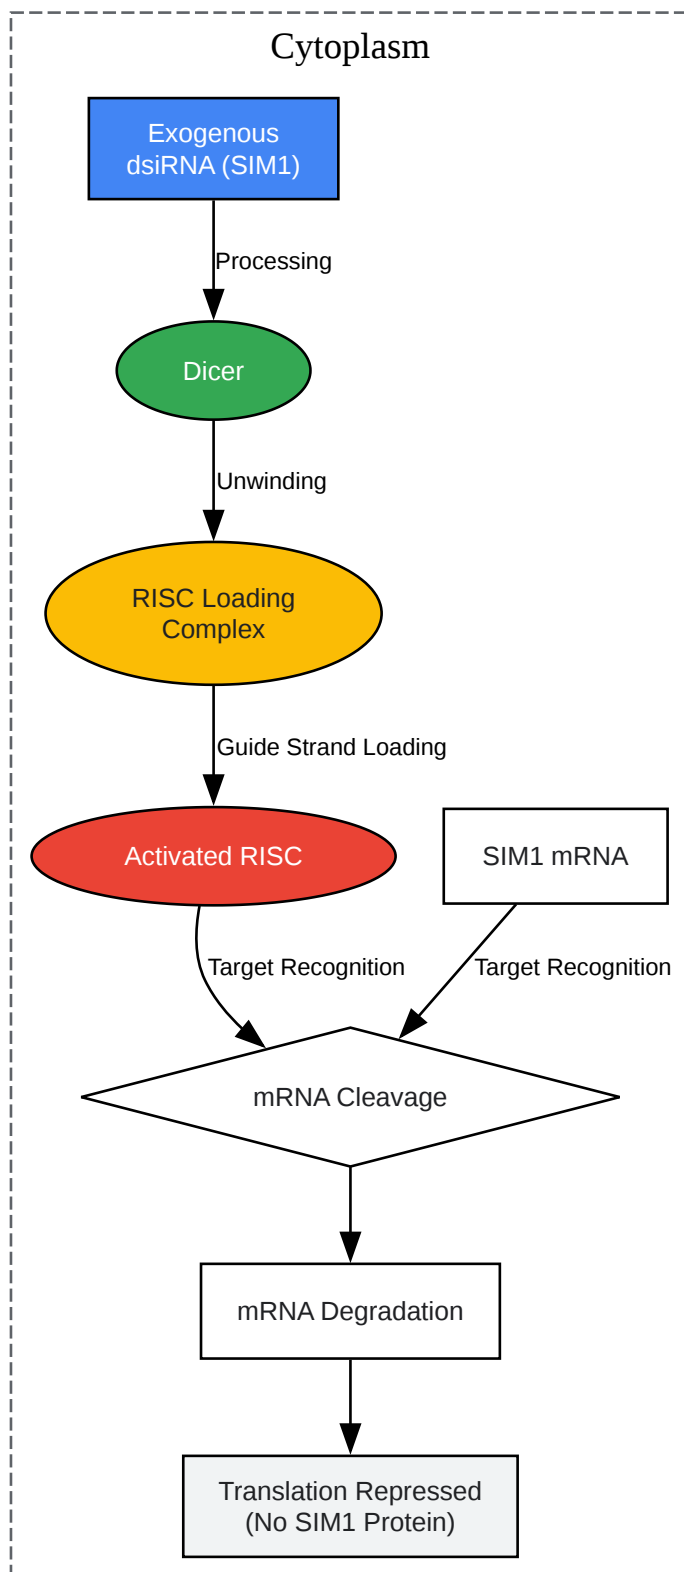 Cytoplasm
Exogenous
dsiRNA (SIM1)
Processing
Dicer
Unwinding
RISC Loading
Complex
Guide Strand Loading
Activated RISC
SIM1 mRNA
Target Recognition
Target Recognition
mRNA Cleavage
mRNA Degradation
Translation Repressed
(No SIM1 Protein)